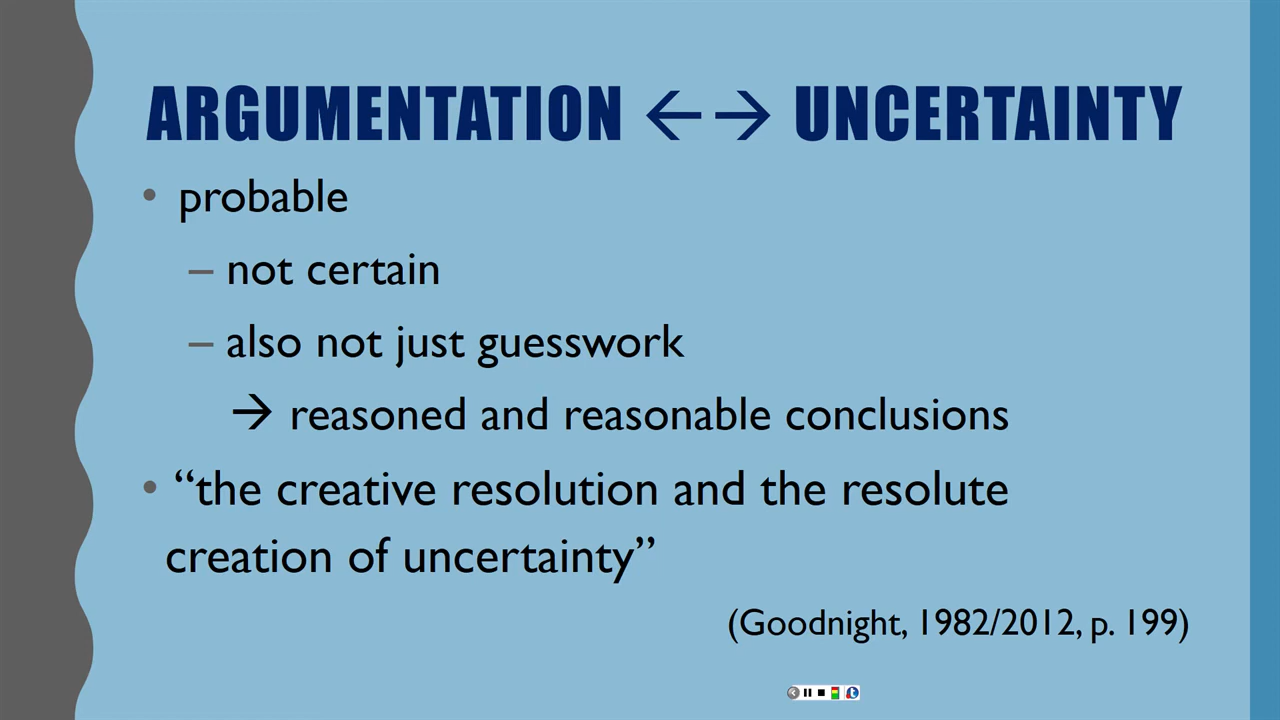 ARGUMENTATION ←→ UNCERTAINTY
• probable
– not certain
– also not just guesswork
→ reasoned and reasonable conclusions
• “the creative resolution and the resolute
creation of uncertainty”
(Goodnight, 1982/2012, p. 199)